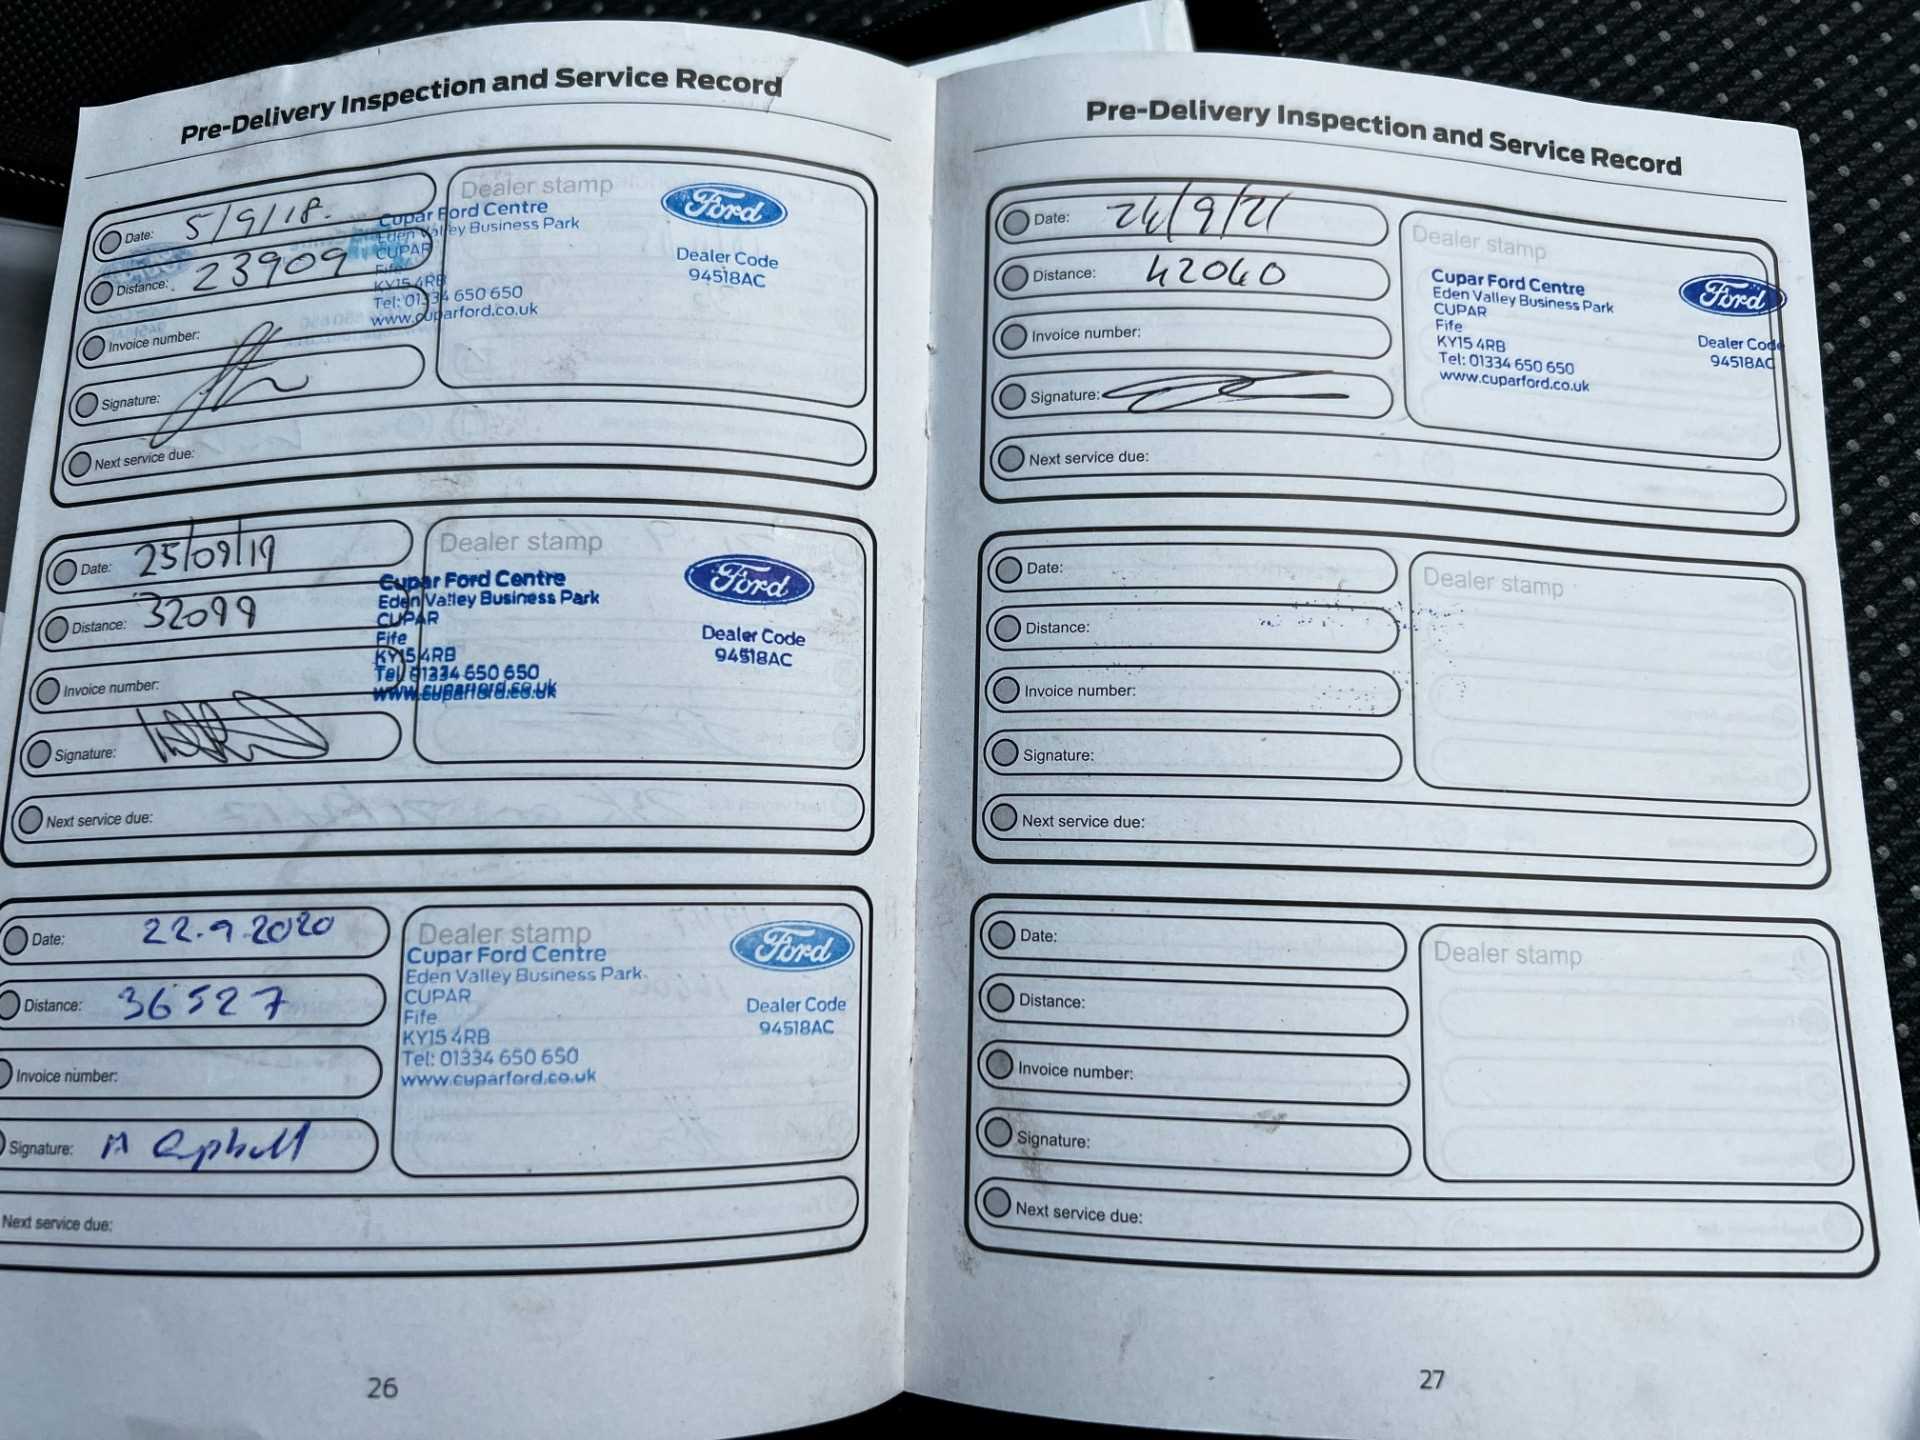 Pre-Delivery Inspection and Service Record
Date: 5/9/18.
Distance: 23909
Invoice number:
Signature:
Next service due:
Dealer stamp
Cupar Ford Centre
Eden Valley Business Park
CUPAR
Fife
KY15 4RB
Tel: 01334 650 650
www.cuparford.co.uk
Ford
Dealer Code
94518AC
Date: 25/09/19
Distance: 32099
Invoice number:
Signature:
Next service due:
Dealer stamp
Cupar Ford Centre
Eden Valley Business Park
CUPAR
Fife
KY15 4RB
Tel: 01334 650 650
www.cuparford.co.uk
Ford
Dealer Code
94518AC
Date: 22.9.2020
Distance: 36527
Invoice number:
Signature:
Next service due:
Dealer stamp
Cupar Ford Centre
Eden Valley Business Park
CUPAR
Fife
KY15 4RB
Tel: 01334 650 650
www.cuparford.co.uk
Ford
Dealer Code
94518AC
26
Pre-Delivery Inspection and Service Record
Date: 24/9/21
Distance: 42040
Invoice number:
Signature:
Next service due:
Dealer stamp
Cupar Ford Centre
Eden Valley Business Park
CUPAR
Fife
KY15 4RB
Tel: 01334 650 650
www.cuparford.co.uk
Ford
Dealer Code
94518AC
Date:
Distance:
Invoice number:
Signature:
Next service due:
Dealer stamp
Date:
Distance:
Invoice number:
Signature:
Next service due:
Dealer stamp
27